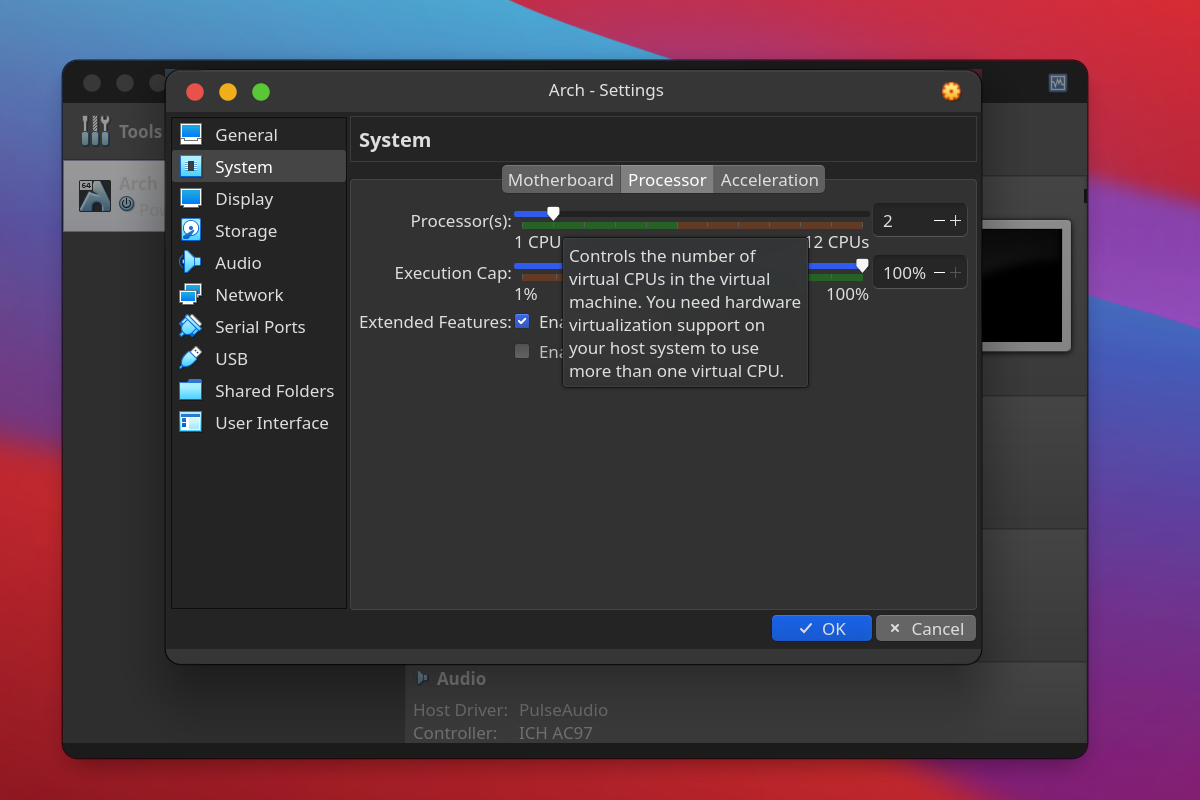 Arch - Settings
Tools
Arch
64
General
System
Display
Storage
Audio
Network
Serial Ports
USB
Shared Folders
User Interface
System
Motherboard Processor Acceleration
Processor(s): 2
1 CPU 12 CPUs
Execution Cap: 100%
1% 100%
Extended Features:
Controls the number of
virtual CPUs in the virtual
machine. You need hardware
virtualization support on
your host system to use
more than one virtual CPU.
OK Cancel
Audio
Host Driver: PulseAudio
Controller: ICH AC97